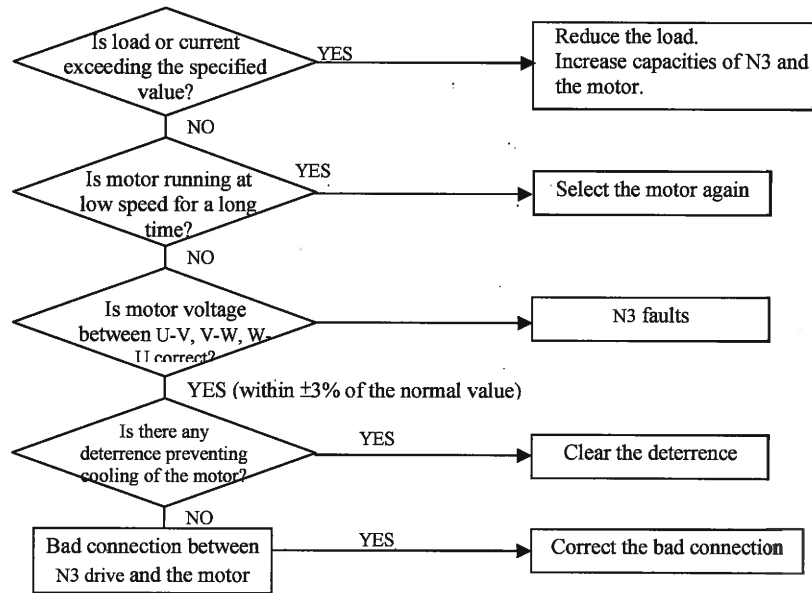 Is load or current
exceeding the specified
value?
YES
Reduce the load.
Increase capacities of N3 and
the motor.
NO
Is motor running at
low speed for a long
time?
YES
Select the motor again
NO
Is motor voltage
between U-V, V-W, W-
U correct?
N3 faults
YES (within ±3% of the normal value)
Is there any
deterrence preventing
cooling of the motor?
YES
Clear the deterrence
NO
Bad connection between
N3 drive and the motor
YES
Correct the bad connection